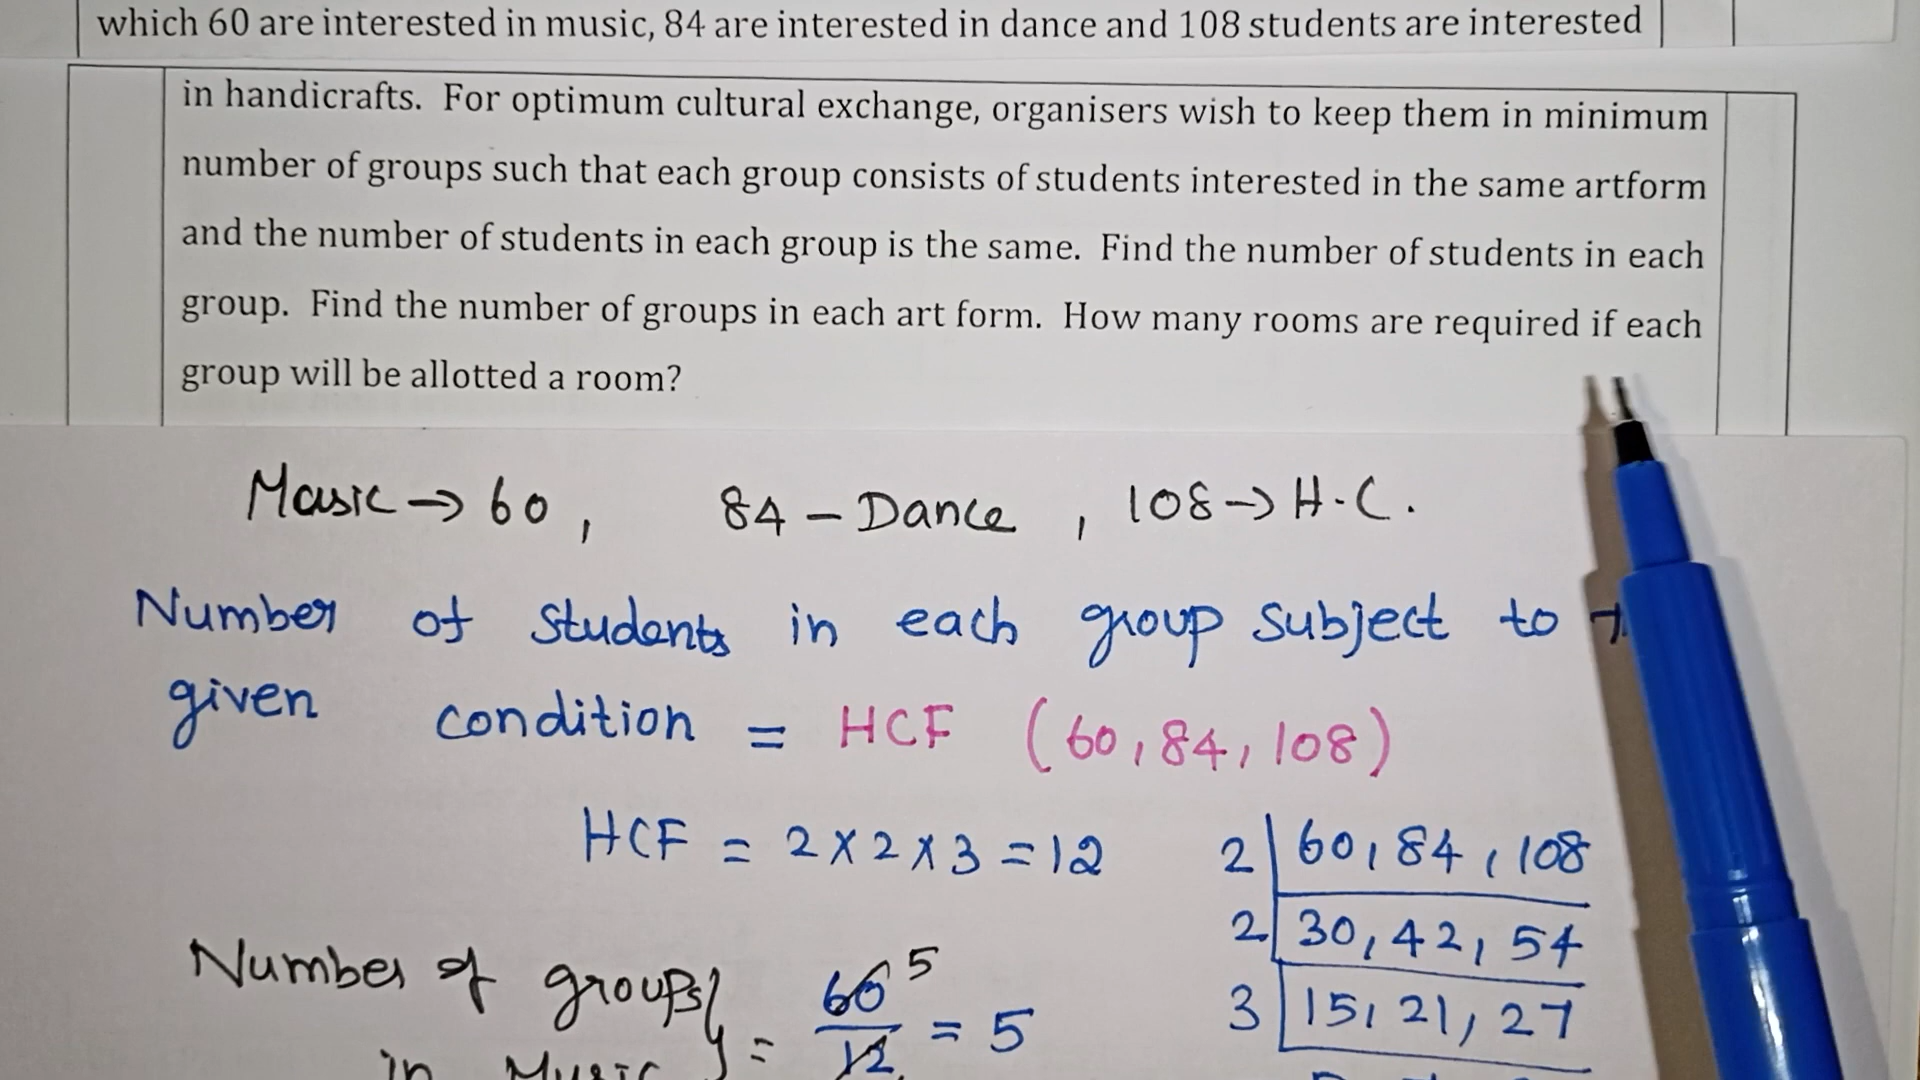 which 60 are interested in music, 84 are interested in dance and 108 students are interested
in handicrafts. For optimum cultural exchange, organisers wish to keep them in minimum
number of groups such that each group consists of students interested in the same artform
and the number of students in each group is the same. Find the number of students in each
group. Find the number of groups in each art form. How many rooms are required if each
group will be allotted a room?
Music → 60, 84 – Dance, 108 → H.C.
Number of students in each group subject to
given condition = HCF (60, 84, 108)
HCF = 2 × 2 × 3 = 12
2 | 60, 84, 108
2 | 30, 42, 54
3 | 15, 21, 27
Number of groups
in Music } = 60/12 5 = 5